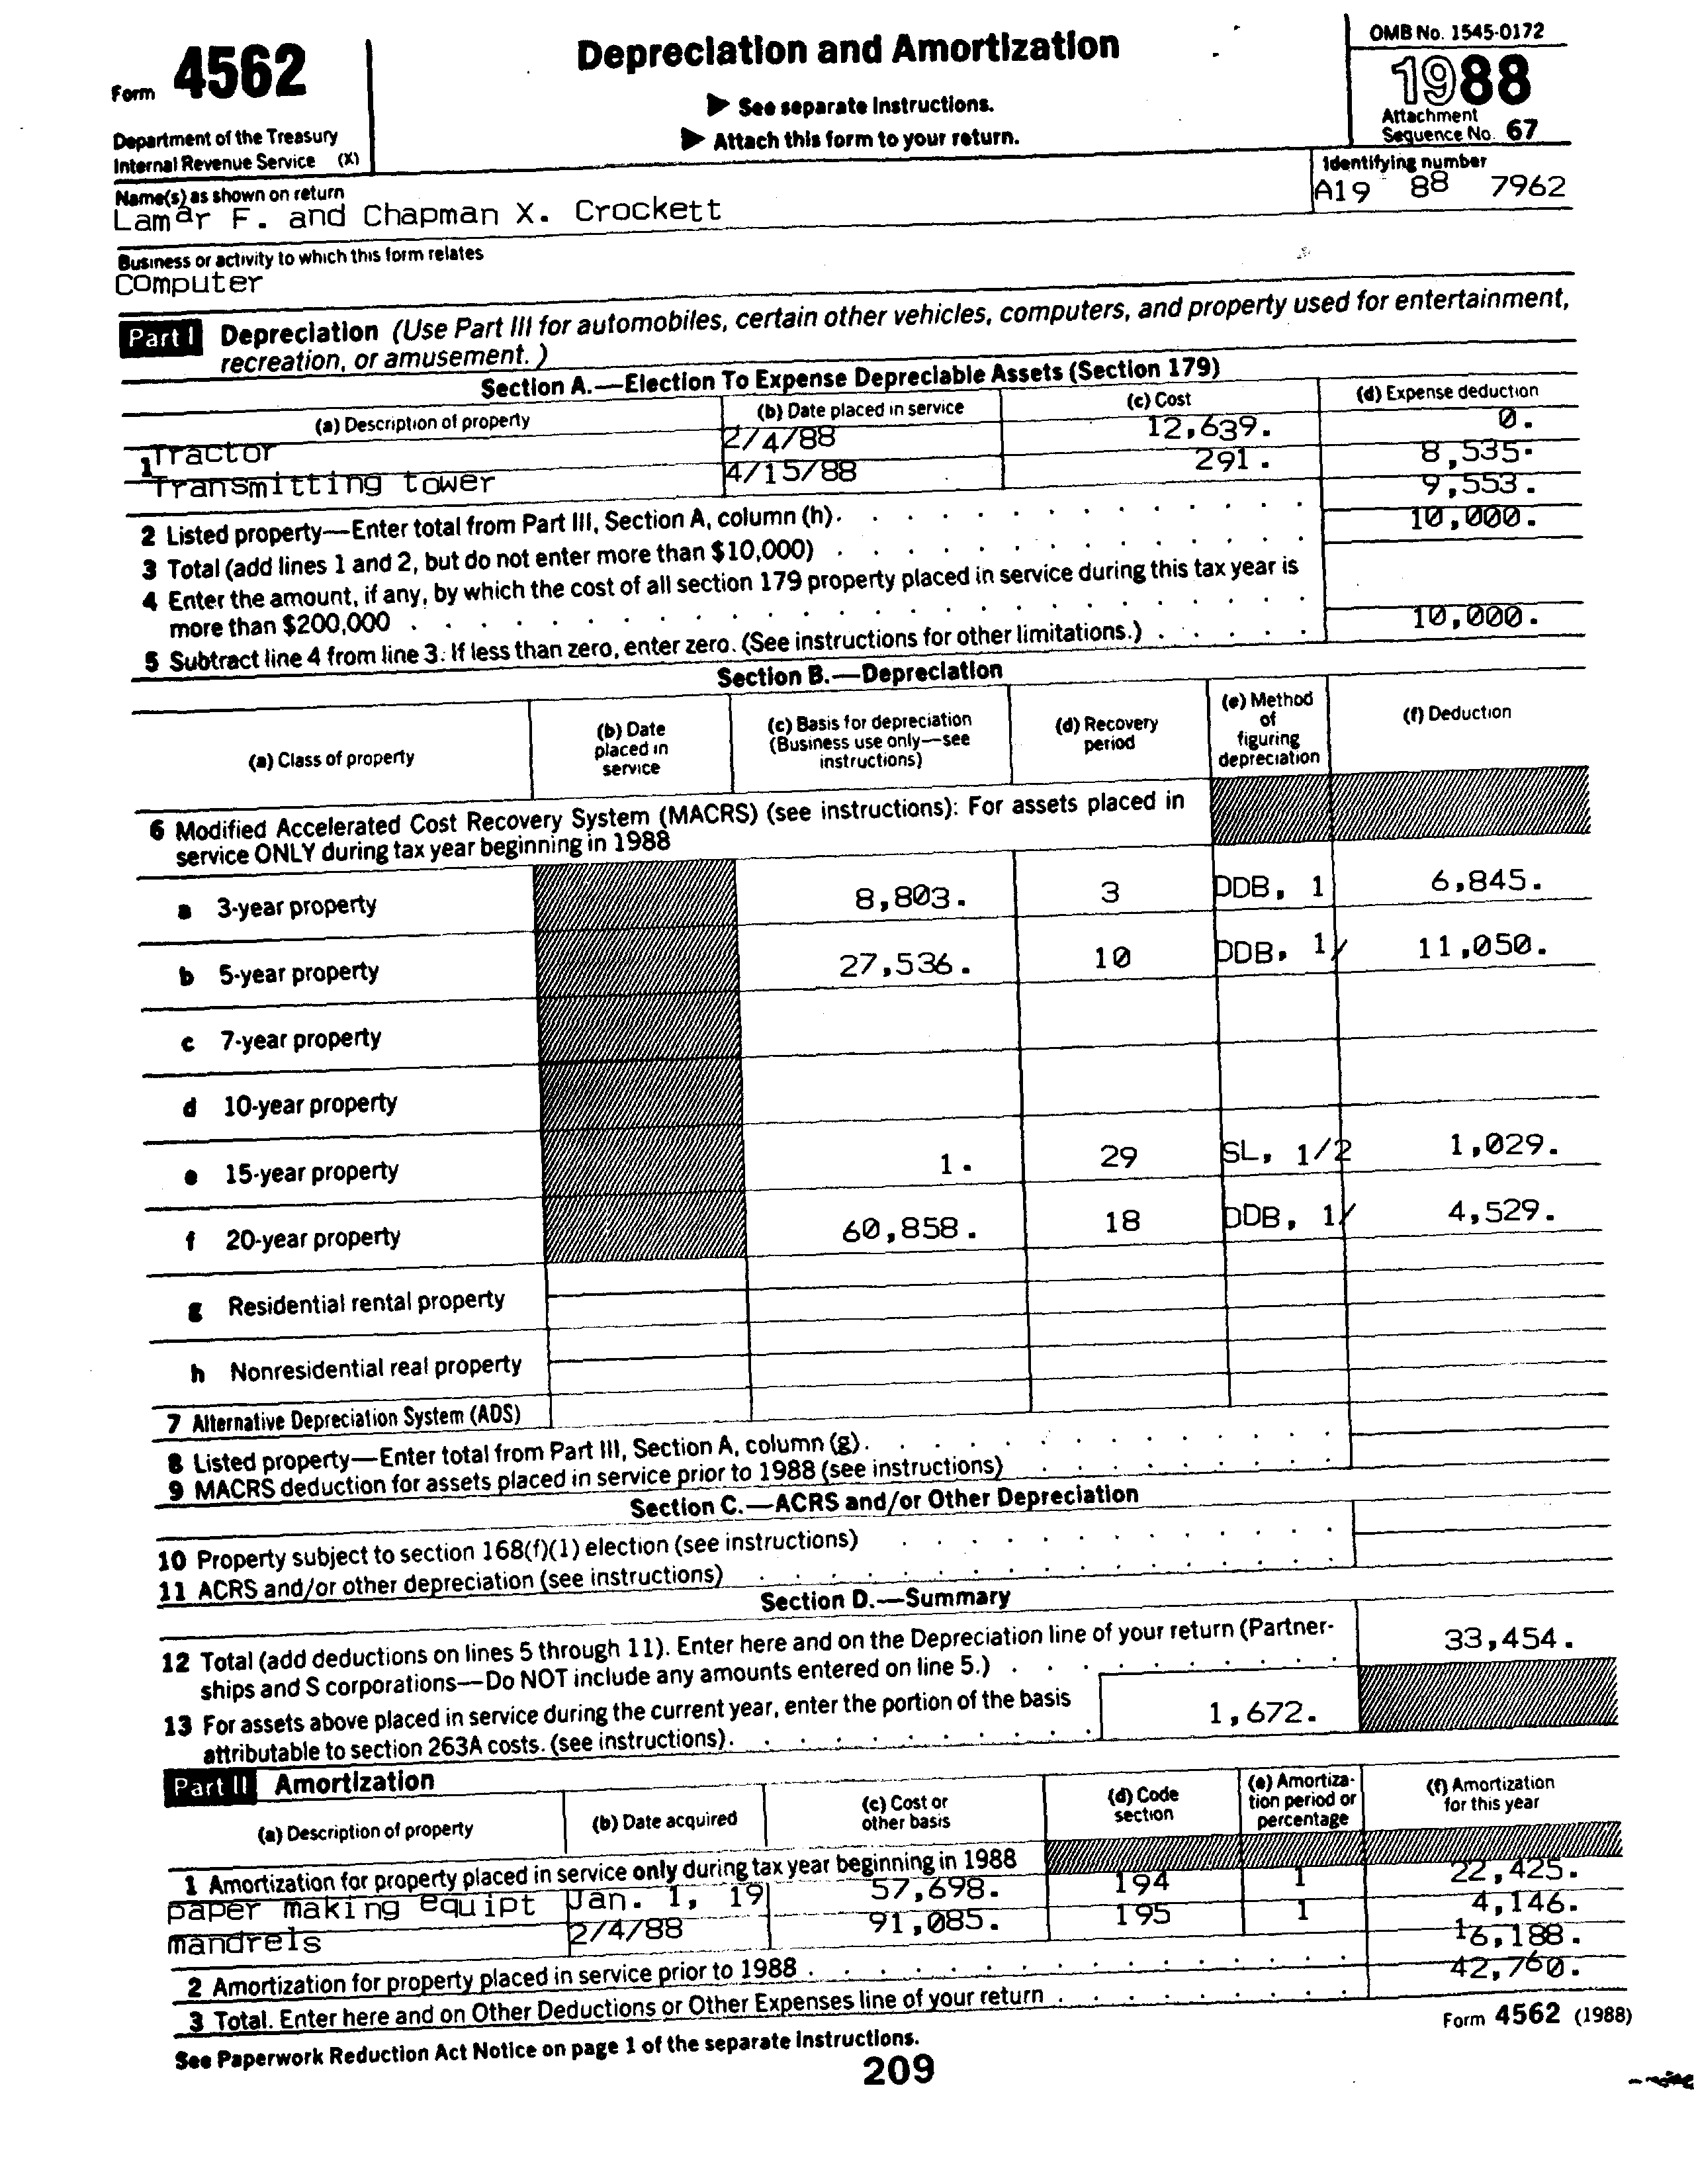 Form 4562
Department of the Treasury
Internal Revenue Service (X)
Depreciation and Amortization
▶ See separate instructions.
▶ Attach this form to your return.
OMB No. 1545-0172
1988
Attachment
Sequence No. 67
Name(s) as shown on return
Lamar F. and Chapman X. Crockett
Identifying number
A19 88 7962
Business or activity to which this form relates
Computer
Part I Depreciation (Use Part III for automobiles, certain other vehicles, computers, and property used for entertainment,
recreation, or amusement.)
Section A.—Election To Expense Depreciable Assets (Section 179)
(a) Description of property (b) Date placed in service (c) Cost (d) Expense deduction
1 Tractor 2/4/88 12,639. 0.
Transmitting tower 4/15/88 291. 8,535.
2 Listed property—Enter total from Part III, Section A, column (h). 9,553.
3 Total (add lines 1 and 2, but do not enter more than $10,000) 10,000.
4 Enter the amount, if any, by which the cost of all section 179 property placed in service during this tax year is
more than $200,000
5 Subtract line 4 from line 3. If less than zero, enter zero. (See instructions for other limitations.) 10,000.
Section B.—Depreciation
(a) Class of property
(b) Date
placed in
service
(c) Basis for depreciation
(Business use only—see
instructions)
(d) Recovery
period
(e) Method
of
figuring
depreciation
(f) Deduction
6 Modified Accelerated Cost Recovery System (MACRS) (see instructions): For assets placed in
service ONLY during tax year beginning in 1988
a 3-year property 8,803. 3 DDB, 1 6,845.
b 5-year property 27,536. 10 DDB, 1/ 11,050.
c 7-year property
d 10-year property
e 15-year property 1. 29 SL, 1/2 1,029.
f 20-year property 60,858. 18 DDB, 1/ 4,529.
g Residential rental property
h Nonresidential real property
7 Alternative Depreciation System (ADS)
8 Listed property—Enter total from Part III, Section A, column (g).
9 MACRS deduction for assets placed in service prior to 1988 (see instructions)
Section C.—ACRS and/or Other Depreciation
10 Property subject to section 168(f)(1) election (see instructions)
11 ACRS and/or other depreciation (see instructions)
Section D.—Summary
12 Total (add deductions on lines 5 through 11). Enter here and on the Depreciation line of your return (Partner-
ships and S corporations—Do NOT include any amounts entered on line 5.) 33,454.
13 For assets above placed in service during the current year, enter the portion of the basis
attributable to section 263A costs. (see instructions). 1,672.
Part II Amortization
(a) Description of property
(b) Date acquired
(c) Cost or
other basis
(d) Code
section
(e) Amortiza-
tion period or
percentage
(f) Amortization
for this year
1 Amortization for property placed in service only during tax year beginning in 1988
paper making equipt Jan. 1, 19 57,698. 194 1 22,425.
mandrels 2/4/88 91,085. 195 1 4,146.
2 Amortization for property placed in service prior to 1988 16,188.
3 Total. Enter here and on Other Deductions or Other Expenses line of your return 42,760.
See Paperwork Reduction Act Notice on page 1 of the separate instructions.
Form 4562 (1988)
209